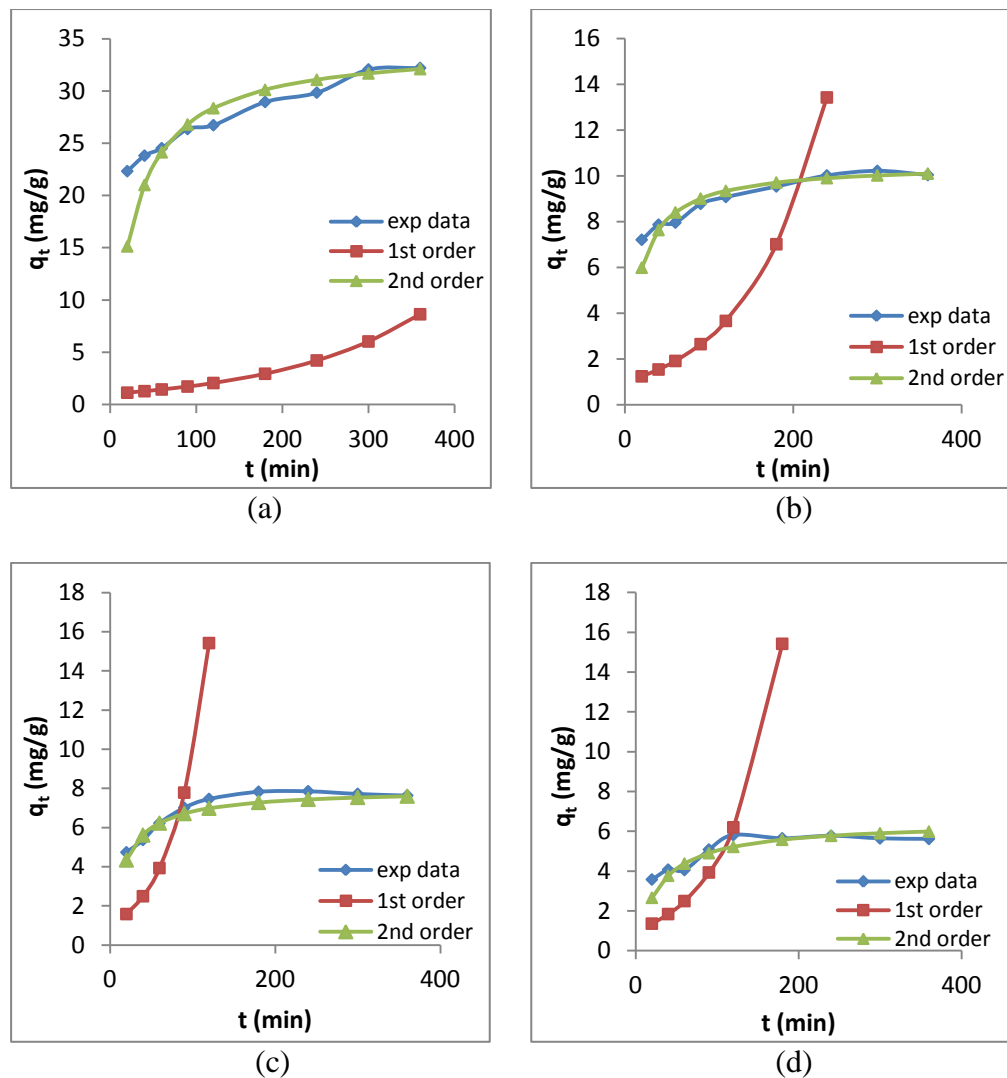 35
30
25
20
15
10
5
0
0
100
200
300
400
q_t (mg/g)
t (min)
exp data
1st order
2nd order
(a)
16
14
12
10
8
6
4
2
0
0
200
400
q_t (mg/g)
t (min)
exp data
1st order
2nd order
(b)
18
16
14
12
10
8
6
4
2
0
0
200
400
q_t (mg/g)
t (min)
exp data
1st order
2nd order
(c)
18
16
14
12
10
8
6
4
2
0
0
200
400
q_t (mg/g)
t (min)
exp data
1st order
2nd order
(d)